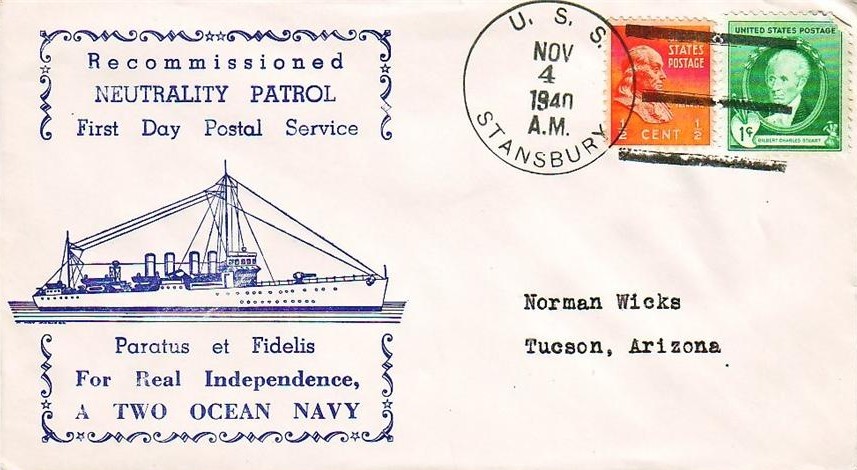 Recommissioned
NEUTRALITY PATROL
First Day Postal Service
U. S. S.
NOV
4
1940
A.M.
STANSBURY
STATES
POSTAGE
1/2 CENT 1/2
UNITED STATES POSTAGE
1¢
GILBERT CHARLES STUART
Norman Wicks
Tucson, Arizona
Paratus et Fidelis
For Real Independence,
A TWO OCEAN NAVY